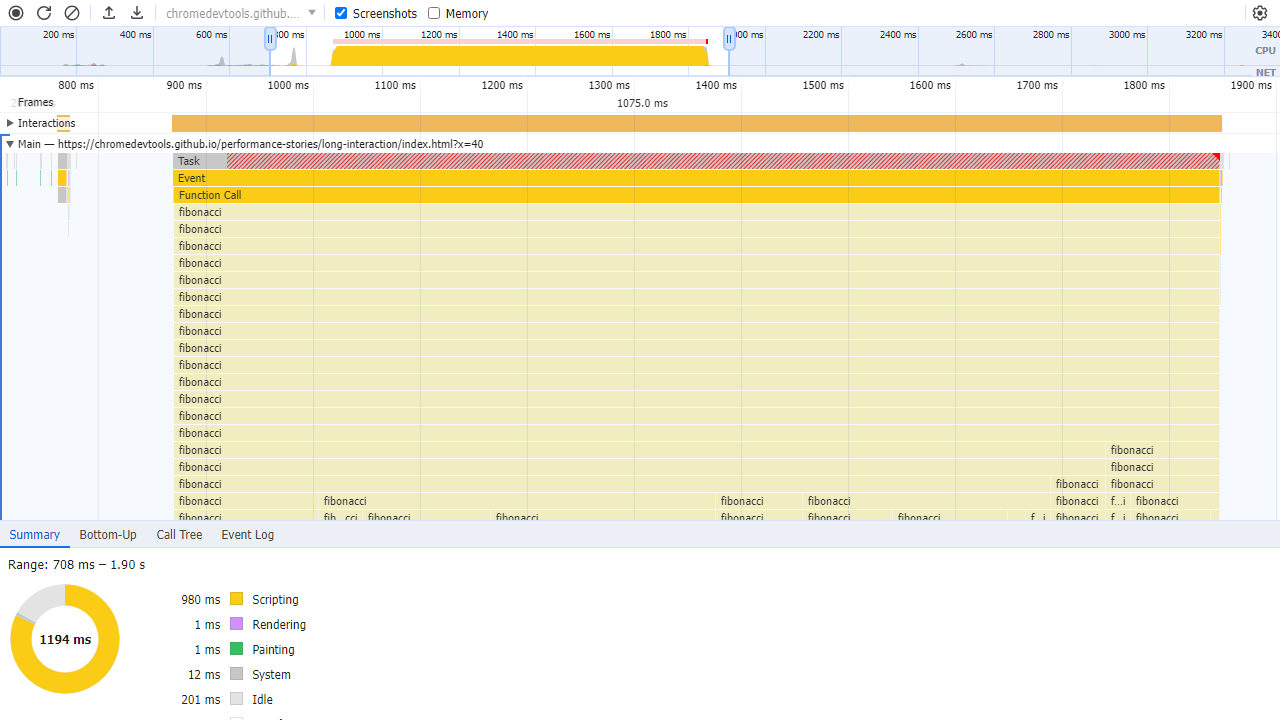 chromedevtools.github.... Screenshots Memory
200 ms 400 ms 600 ms 800 ms 1000 ms 1200 ms 1400 ms 1600 ms 1800 ms 2000 ms 2200 ms 2400 ms 2600 ms 2800 ms 3000 ms 3200 ms 3400
CPU
NET
800 ms 900 ms 1000 ms 1100 ms 1200 ms 1300 ms 1400 ms 1500 ms 1600 ms 1700 ms 1800 ms 1900 ms
Frames 1075.0 ms
Interactions
Main — https://chromedevtools.github.io/performance-stories/long-interaction/index.html?x=40
Task
Event
Function Call
fibonacci
fibonacci
fibonacci
fibonacci
fibonacci
fibonacci
fibonacci
fibonacci
fibonacci
fibonacci
fibonacci
fibonacci
fibonacci
fibonacci
fibonacci fibonacci
fibonacci fibonacci
fibonacci fibonacci fibonacci
fibonacci fibonacci fibonacci fibonacci fibonacci f...i fibonacci
fibonacci fib...cci fibonacci fibonacci fibonacci fibonacci fibonacci f...i fibonacci f...i fibonacci
Summary Bottom-Up Call Tree Event Log
Range: 708 ms – 1.90 s
1194 ms
980 ms Scripting
1 ms Rendering
1 ms Painting
12 ms System
201 ms Idle